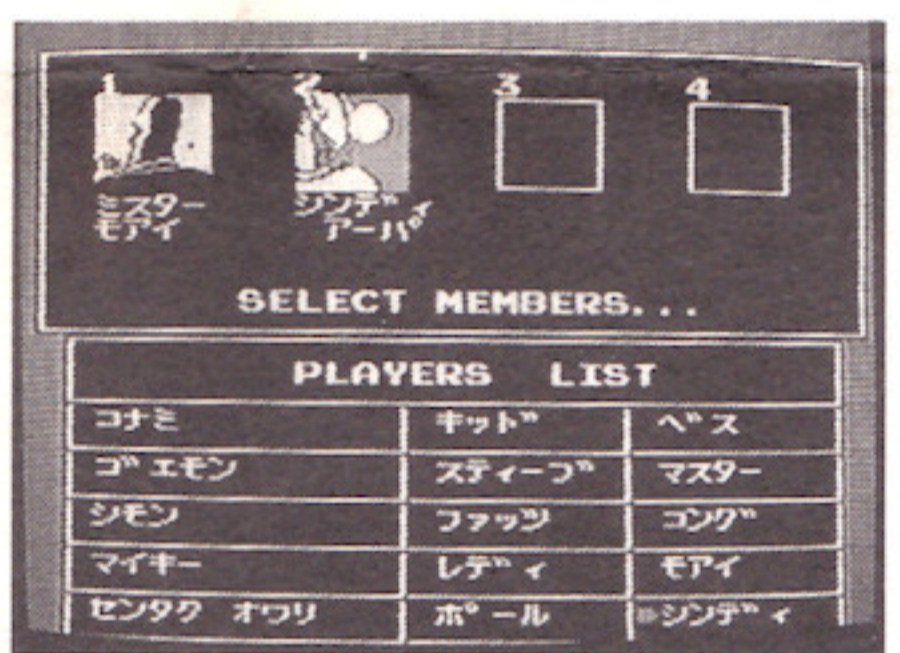 1 2 3 4
ミスター シンディ
モアイ アーパィ
SELECT MEMBERS...
PLAYERS LIST
コナミ キッド ベス
ゴエモン スティーブ マスター
シモン ファッツ コング
マイキー レディ モアイ
センタク オワリ ポール シンディ